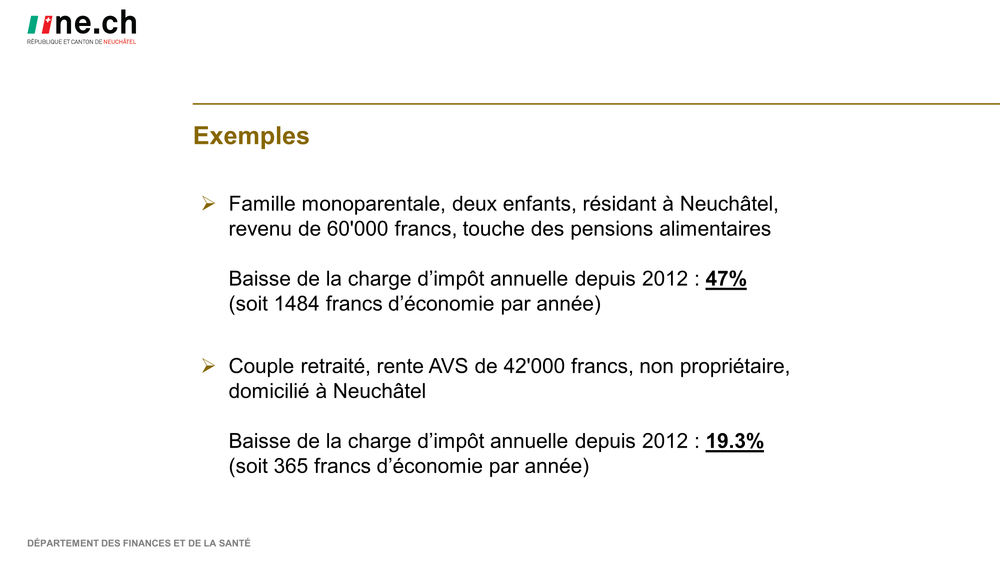 ne.ch
RÉPUBLIQUE ET CANTON DE NEUCHÂTEL
Exemples
Famille monoparentale, deux enfants, résidant à Neuchâtel,
revenu de 60'000 francs, touche des pensions alimentaires
Baisse de la charge d’impôt annuelle depuis 2012 : 47%
(soit 1484 francs d’économie par année)
Couple retraité, rente AVS de 42'000 francs, non propriétaire,
domicilié à Neuchâtel
Baisse de la charge d’impôt annuelle depuis 2012 : 19.3%
(soit 365 francs d’économie par année)
DÉPARTEMENT DES FINANCES ET DE LA SANTÉ